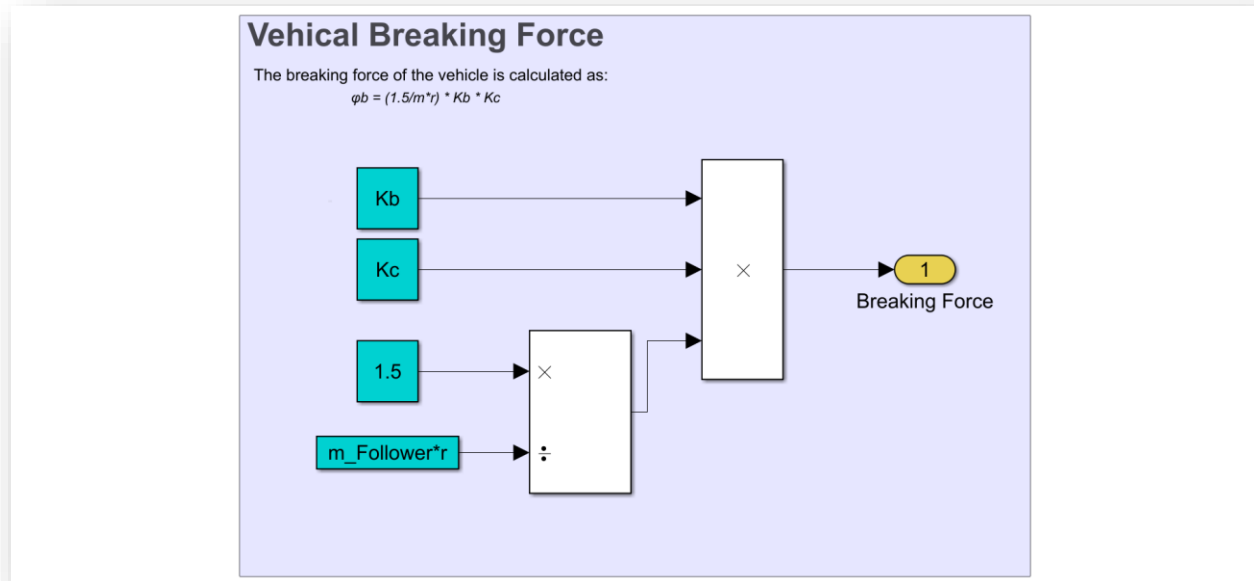 Vehical Breaking Force
The breaking force of the vehicle is calculated as:
φb = (1.5/m*r) * Kb * Kc
Kb
Kc
×
1
Breaking Force
1.5
×
m_Follower*r
÷